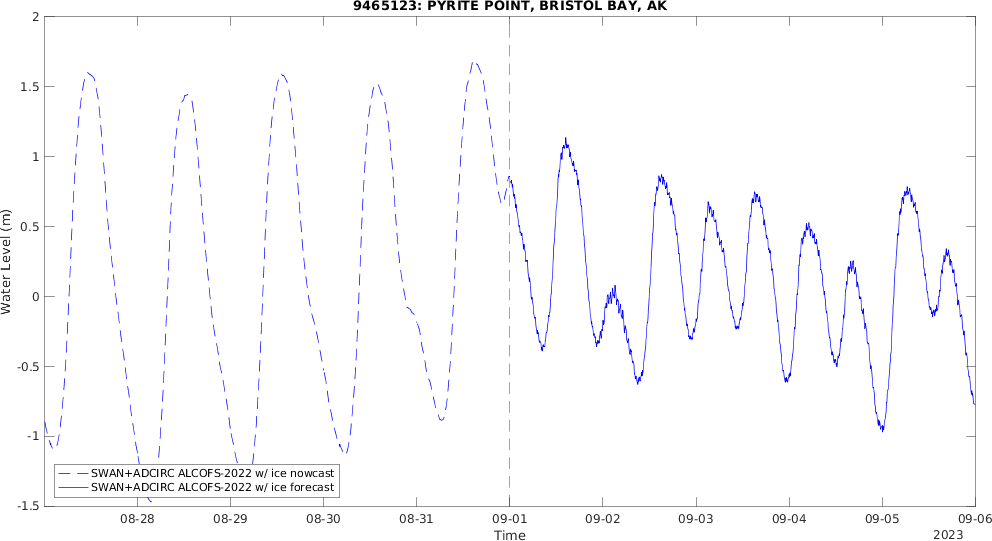 9465123: PYRITE POINT, BRISTOL BAY, AK
2
1.5
1
0.5
0
-0.5
-1
-1.5
Water Level (m)
SWAN+ADCIRC ALCOFS-2022 w/ ice nowcast
SWAN+ADCIRC ALCOFS-2022 w/ ice forecast
08-28 08-29 08-30 08-31 09-01 09-02 09-03 09-04 09-05 09-06
Time
2023